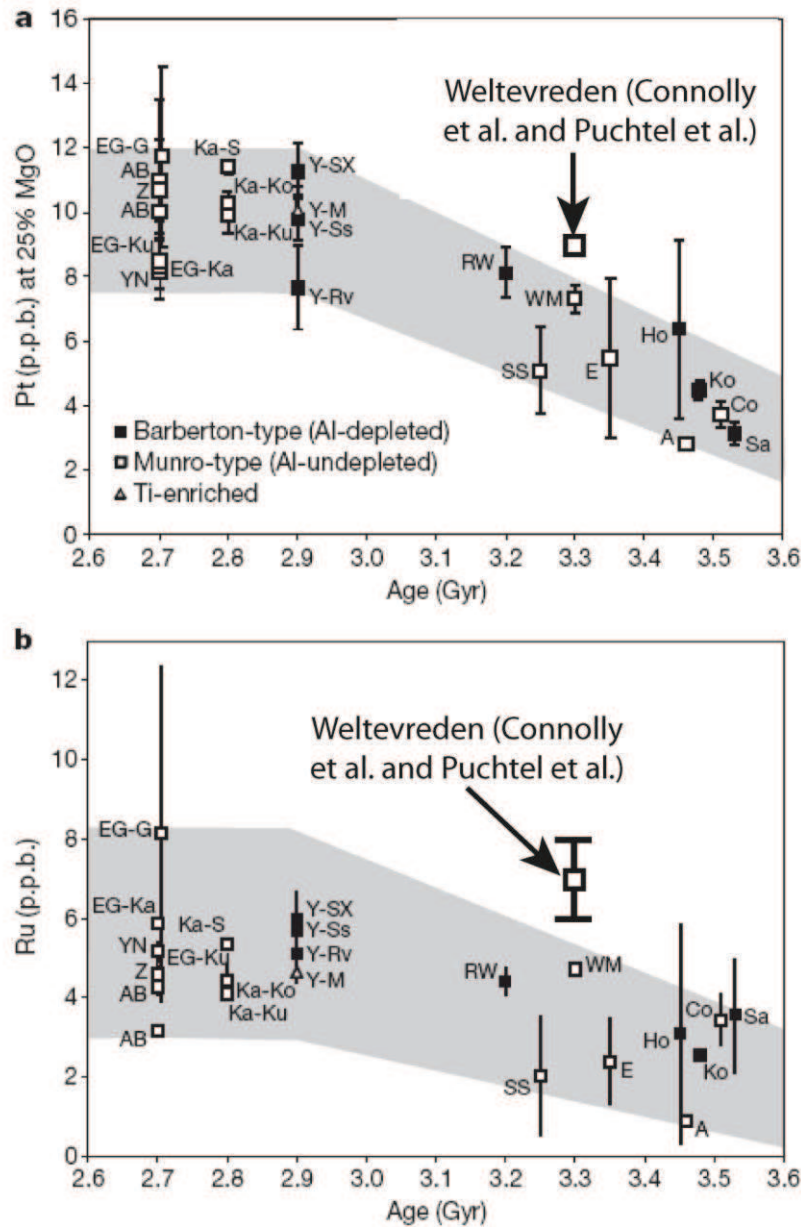 a
16
14
12
10
8
6
4
2
0
Pt (p.p.b.) at 25% MgO
Weltevreden (Connolly
et al. and Puchtel et al.)
EG-G
AB
Z
AB
EG-Ku
YN
EG-Ka
Ka-S
Ka-Ko
Ka-Ku
Y-SX
Y-M
Y-Ss
Y-Rv
RW
WM
SS
E
Ho
Ko
Co
A
Sa
Barberton-type (Al-depleted)
Munro-type (Al-undepleted)
Ti-enriched
2.6 2.7 2.8 2.9 3.0 3.1 3.2 3.3 3.4 3.5 3.6
Age (Gyr)
b
12
10
8
6
4
2
0
Ru (p.p.b.)
Weltevreden (Connolly
et al. and Puchtel et al.)
EG-G
EG-Ka
YN
Z
AB
AB
EG-Ku
Ka-S
Ka-Ko
Ka-Ku
Y-SX
Y-Ss
Y-Rv
Y-M
RW
WM
SS
E
Ho
Co
Sa
Ko
A
2.6 2.7 2.8 2.9 3.0 3.1 3.2 3.3 3.4 3.5 3.6
Age (Gyr)